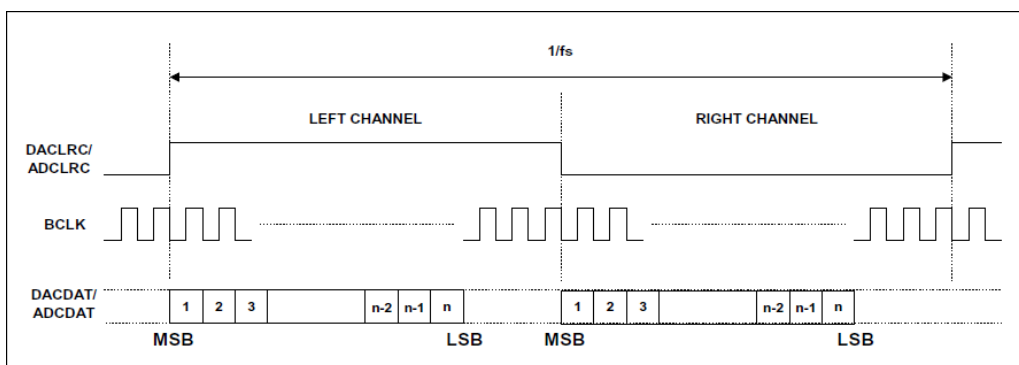 1/fs
LEFT CHANNEL
RIGHT CHANNEL
DACLRC/
ADCLRC
BCLK
DACDAT/
ADCDAT
1 2 3 n-2 n-1 n 1 2 3 n-2 n-1 n
MSB LSB MSB LSB